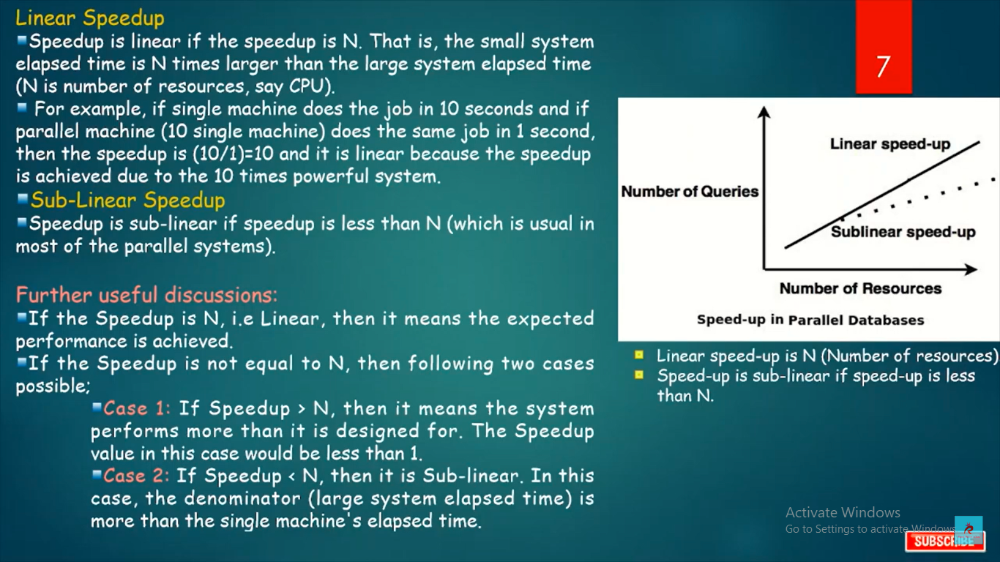 Linear Speedup
Speedup is linear if the speedup is N. That is, the small system
elapsed time is N times larger than the large system elapsed time
(N is number of resources, say CPU).
For example, if single machine does the job in 10 seconds and if
parallel machine (10 single machine) does the same job in 1 second,
then the speedup is (10/1)=10 and it is linear because the speedup
is achieved due to the 10 times powerful system.
Sub-Linear Speedup
Speedup is sub-linear if speedup is less than N (which is usual in
most of the parallel systems).
Further useful discussions:
If the Speedup is N, i.e Linear, then it means the expected
performance is achieved.
If the Speedup is not equal to N, then following two cases
possible;
Case 1: If Speedup > N, then it means the system
performs more than it is designed for. The Speedup
value in this case would be less than 1.
Case 2: If Speedup < N, then it is Sub-linear. In this
case, the denominator (large system elapsed time) is
more than the single machine's elapsed time.
7
Linear speed-up
Number of Queries
Sublinear speed-up
Number of Resources
Speed-up in Parallel Databases
Linear speed-up is N (Number of resources)
Speed-up is sub-linear if speed-up is less
than N.
Activate Windows
Go to Settings to activate Windows
SUBSCRIBE